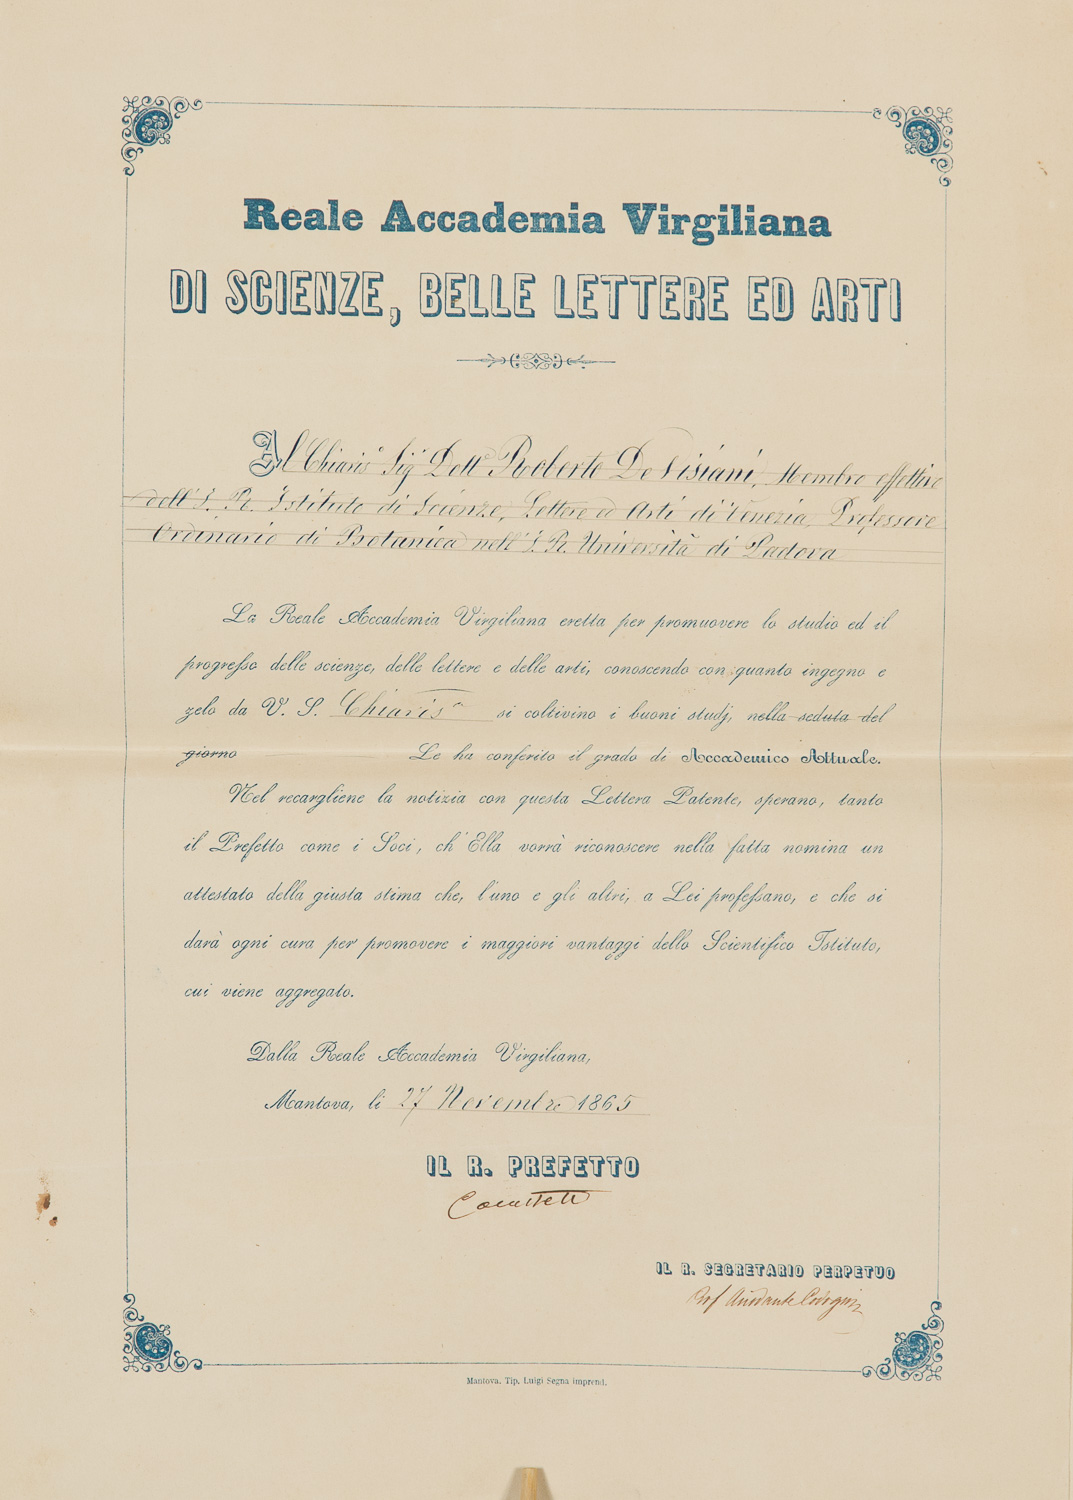 Reale Accademia Virgiliana
DI SCIENZE, BELLE LETTERE ED ARTI
Al Chiaris.º Sig.r Dott.r Roberto De Visiani, Membro effettivo
dell' I. R. Istituto di Scienze, Lettere ed Arti di Venezia, Professore
Ordinario di Botanica nell' I. R. Università di Padova
La Reale Accademia Virgiliana eretta per promuovere lo studio ed il
progresso delle scienze, delle lettere e delle arti, conoscendo con quanto ingegno e
zelo da V. S. Chiaris.ª si coltivino i buoni studj, nella seduta del
giorno Le ha conferito il grado di Accademico Attuale.
Nel recargliene la notizia con questa Lettera Patente, sperano, tanto
il Prefetto come i Soci, ch' Ella vorrà riconoscere nella fatta nomina un
attestato della giusta stima che, l'uno e gli altri, a Lei professano, e che si
darà ogni cura per promovere i maggiori vantaggi dello Scientifico Istituto,
cui viene aggregato.
Dalla Reale Accademia Virgiliana,
Mantova, li 27 Novembre 1865
IL R. PREFETTO
IL R. SEGRETARIO PERPETUO
Prof
Mantova. Tip. Luigi Segna imprend.